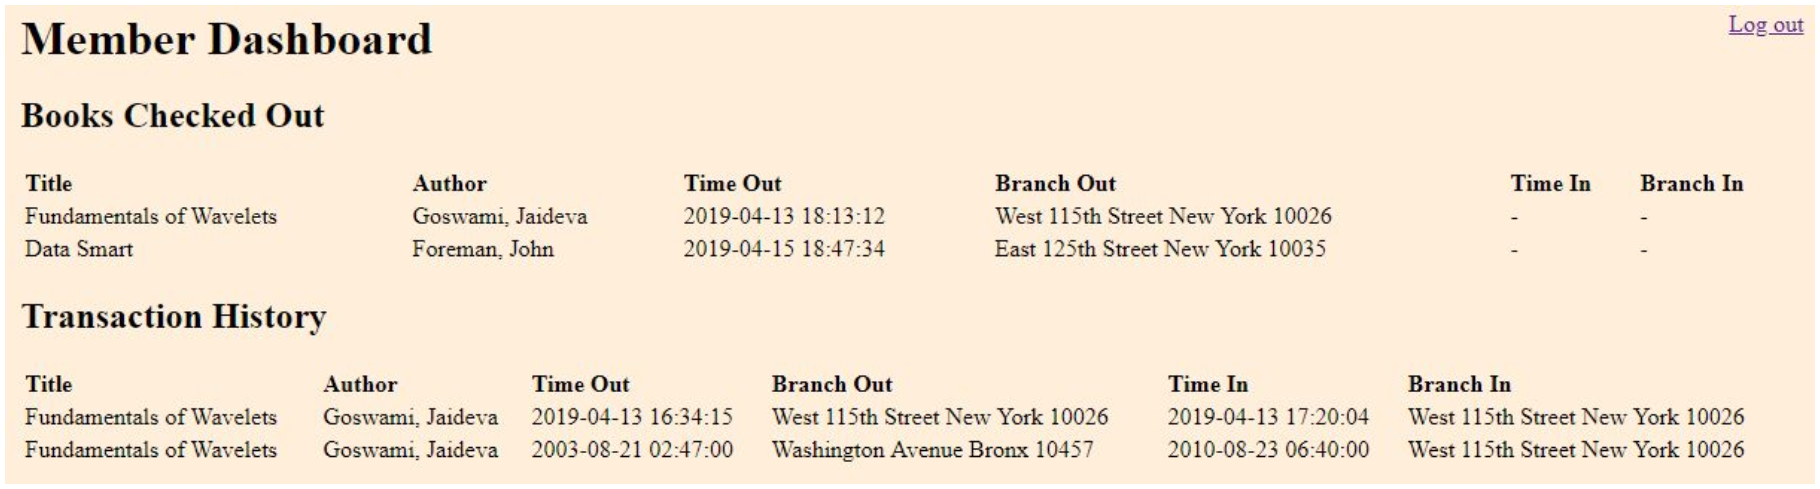 Log out
Member Dashboard
Books Checked Out
Title Author Time Out Branch Out Time In Branch In
Fundamentals of Wavelets Goswami, Jaideva 2019-04-13 18:13:12 West 115th Street New York 10026 - -
Data Smart Foreman, John 2019-04-15 18:47:34 East 125th Street New York 10035 - -
Transaction History
Title Author Time Out Branch Out Time In Branch In
Fundamentals of Wavelets Goswami, Jaideva 2019-04-13 16:34:15 West 115th Street New York 10026 2019-04-13 17:20:04 West 115th Street New York 10026
Fundamentals of Wavelets Goswami, Jaideva 2003-08-21 02:47:00 Washington Avenue Bronx 10457 2010-08-23 06:40:00 West 115th Street New York 10026